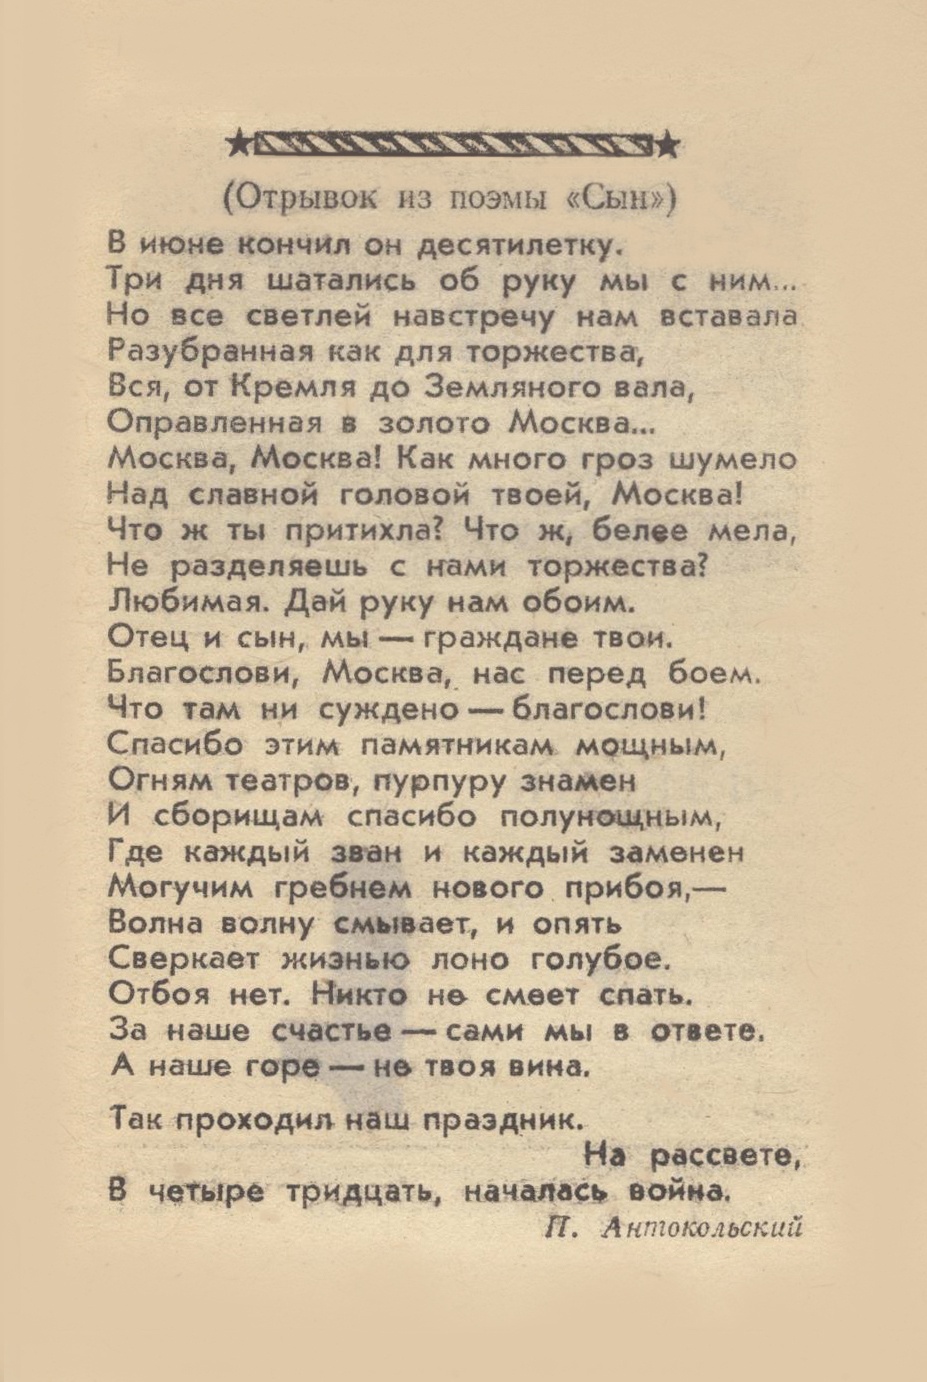 (Отрывок из поэмы «Сын»)
В июне кончил он десятилетку.
Три дня шатались об руку мы с ним...
Но все светлей навстречу нам вставала
Разубранная как для торжества,
Вся, от Кремля до Земляного вала,
Оправленная в золото Москва...
Москва, Москва! Как много гроз шумело
Над славной головой твоей, Москва!
Что ж ты притихла? Что ж, белее мела,
Не разделяешь с нами торжества?
Любимая. Дай руку нам обоим.
Отец и сын, мы — граждане твои.
Благослови, Москва, нас перед боем.
Что там ни суждено — благослови!
Спасибо этим памятникам мощным,
Огням театров, пурпуру знамен
И сборищам спасибо полунощным,
Где каждый зван и каждый заменен
Могучим гребнем нового прибоя,—
Волна волну смывает, и опять
Сверкает жизнью лоно голубое.
Отбоя нет. Никто не смеет спать.
За наше счастье — сами мы в ответе.
А наше горе — не твоя вина.
Так проходил наш праздник.
На рассвете,
В четыре тридцать, началась война.
П. Антокольский